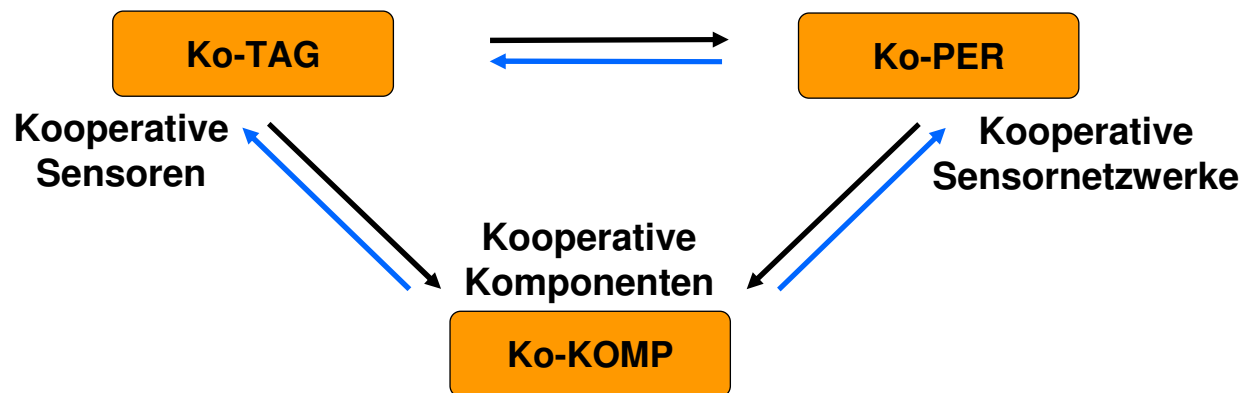 Ko-TAG
Ko-PER
Kooperative
Sensoren
Kooperative
Sensornetzwerke
Kooperative
Komponenten
Ko-KOMP